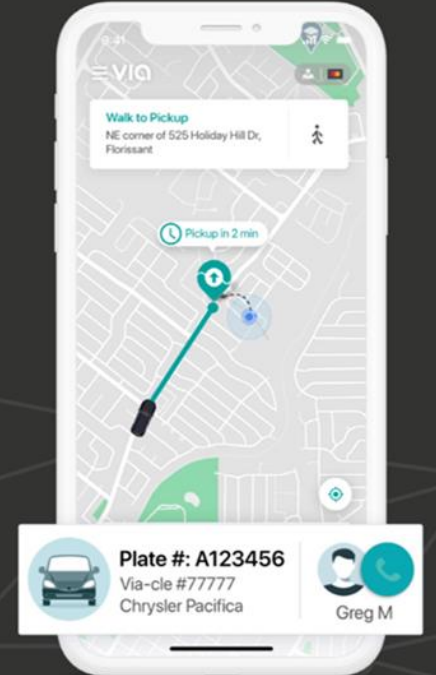 9:41
via
Walk to Pickup
NE corner of 525 Holiday Hill Dr,
Florissant
Pickup in 2 min
Plate #: A123456
Via-cle #77777
Chrysler Pacifica
Greg M